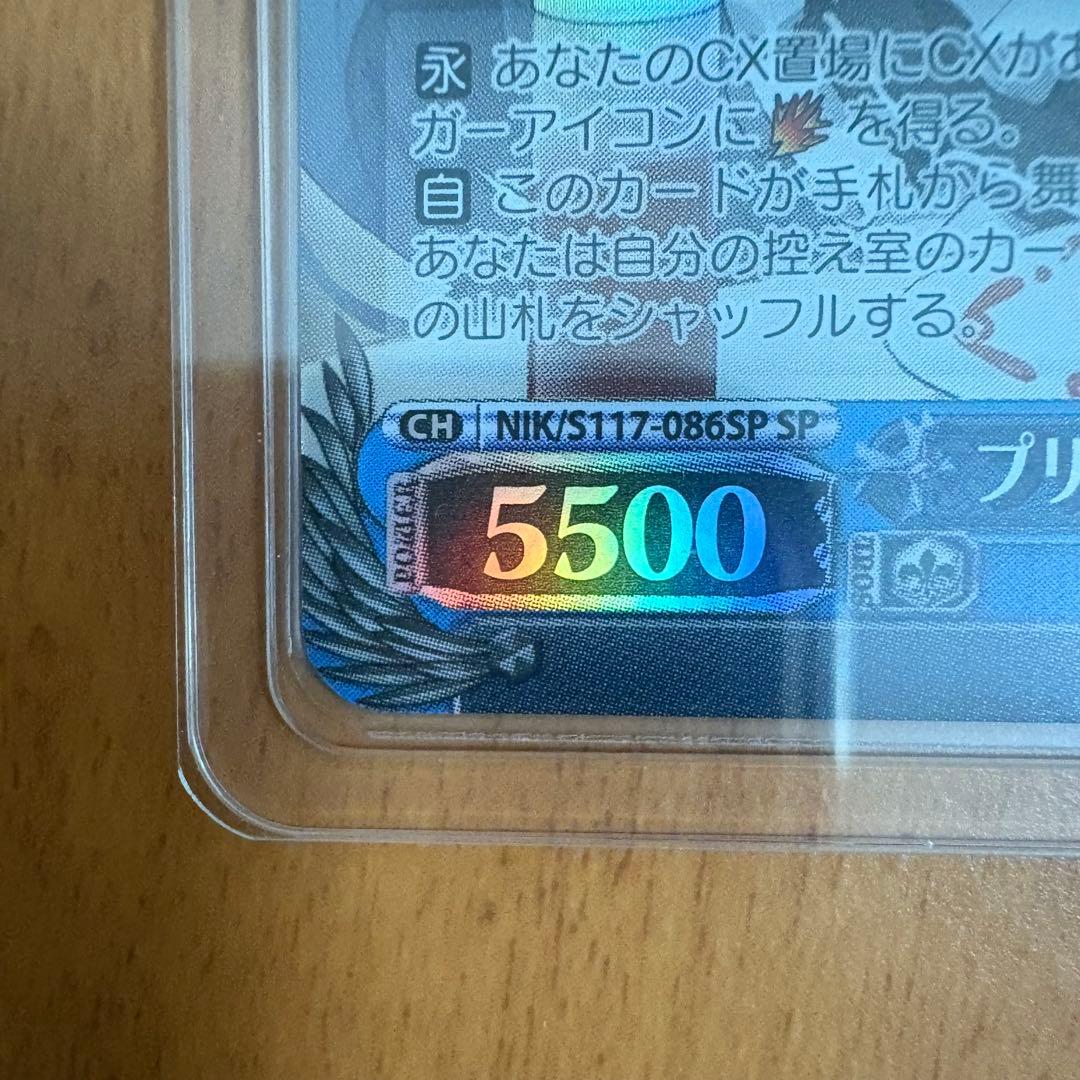 永 あなたのCX置場にCXがあ
ガーアイコンに を得る。
自 このカードが手札から舞
あなたは自分の控え室のカー
の山札をシャッフルする。
CH NIK/S117-086SP SP
プリ
POWER 5500